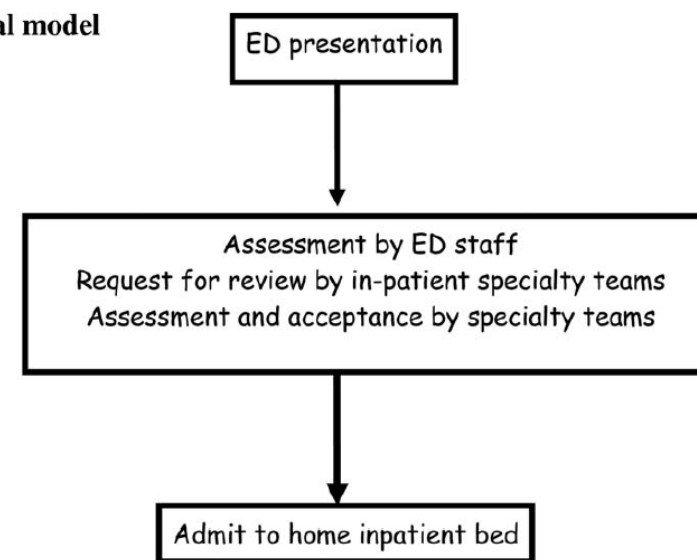 al model
ED presentation
Assessment by ED staff
Request for review by in-patient specialty teams
Assessment and acceptance by specialty teams
Admit to home inpatient bed